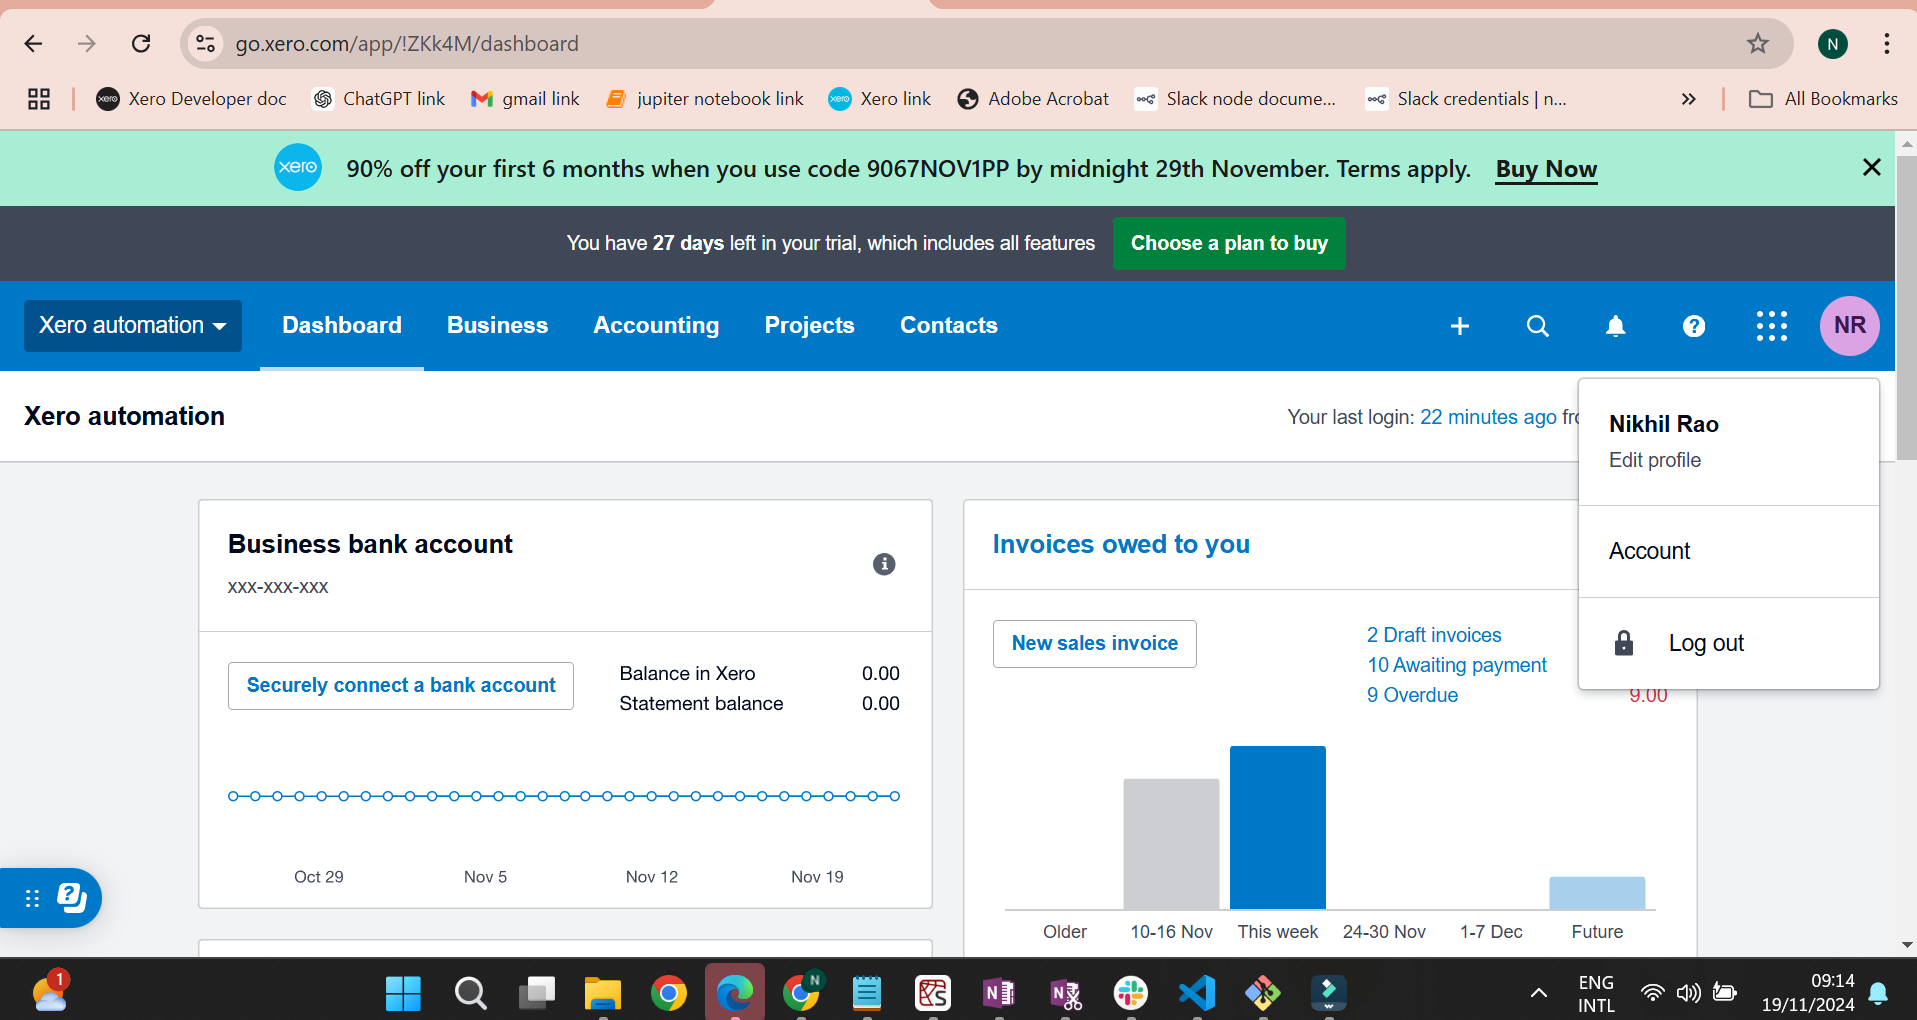 go.xero.com/app/!ZKk4M/dashboard
N
Xero Developer doc
ChatGPT link
gmail link
jupiter notebook link
Xero link
Adobe Acrobat
Slack node docume...
Slack credentials | n...
All Bookmarks
xero
90% off your first 6 months when you use code 9067NOV1PP by midnight 29th November. Terms apply. Buy Now
You have 27 days left in your trial, which includes all features
Choose a plan to buy
Xero automation
Dashboard
Business
Accounting
Projects
Contacts
NR
Xero automation
Your last login: 22 minutes ago
Nikhil Rao
Edit profile
Account
Log out
Business bank account
xxx-xxx-xxx
Securely connect a bank account
Balance in Xero 0.00
Statement balance 0.00
Oct 29 Nov 5 Nov 12 Nov 19
Invoices owed to you
New sales invoice
2 Draft invoices
10 Awaiting payment
9 Overdue
9.00
Older 10-16 Nov This week 24-30 Nov 1-7 Dec Future
1
N
ENG
INTL
09:14
19/11/2024